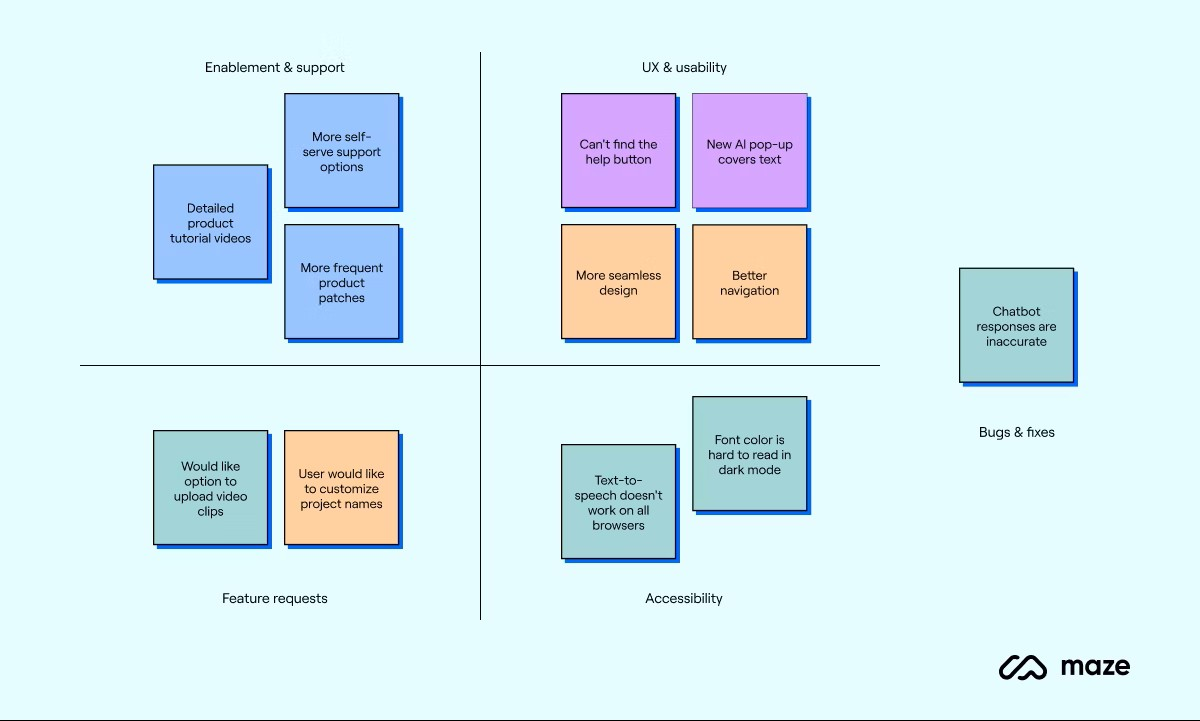 Enablement & support
More self-
serve support
options
Detailed
product
tutorial videos
More frequent
product
patches
UX & usability
Can't find the
help button
New AI pop-up
covers text
More seamless
design
Better
navigation
Chatbot
responses are
inaccurate
Bugs & fixes
Would like
option to
upload video
clips
User would like
to customize
project names
Feature requests
Text-to-
speech doesn't
work on all
browsers
Font color is
hard to read in
dark mode
Accessibility
maze